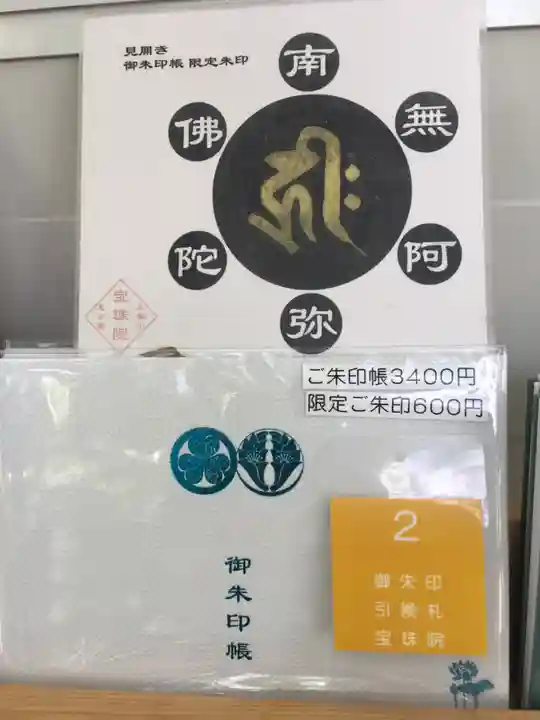 見開き
御朱印帳 限定朱印
南
無
阿
弥
陀
佛
宝珠院
ご朱印帳3400円
限定ご朱印600円
御朱印帳
2
御朱印
引換札
宝珠院